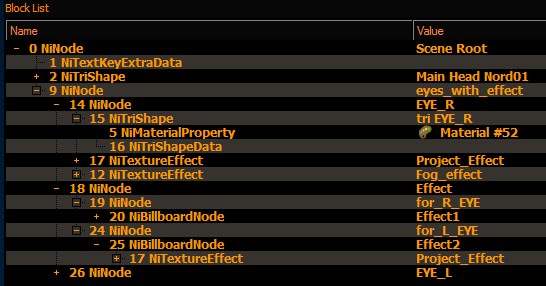 Block List
Name Value
0 NiNode Scene Root
1 NiTextKeyExtraData
2 NiTriShape Main Head Nord01
9 NiNode eyes_with_effect
14 NiNode EYE_R
15 NiTriShape tri EYE_R
5 NiMaterialProperty Material #52
16 NiTriShapeData
17 NiTextureEffect Project_Effect
12 NiTextureEffect Fog_effect
18 NiNode Effect
19 NiNode for_R_EYE
20 NiBillboardNode Effect1
24 NiNode for_L_EYE
25 NiBillboardNode Effect2
17 NiTextureEffect Project_Effect
26 NiNode EYE_L